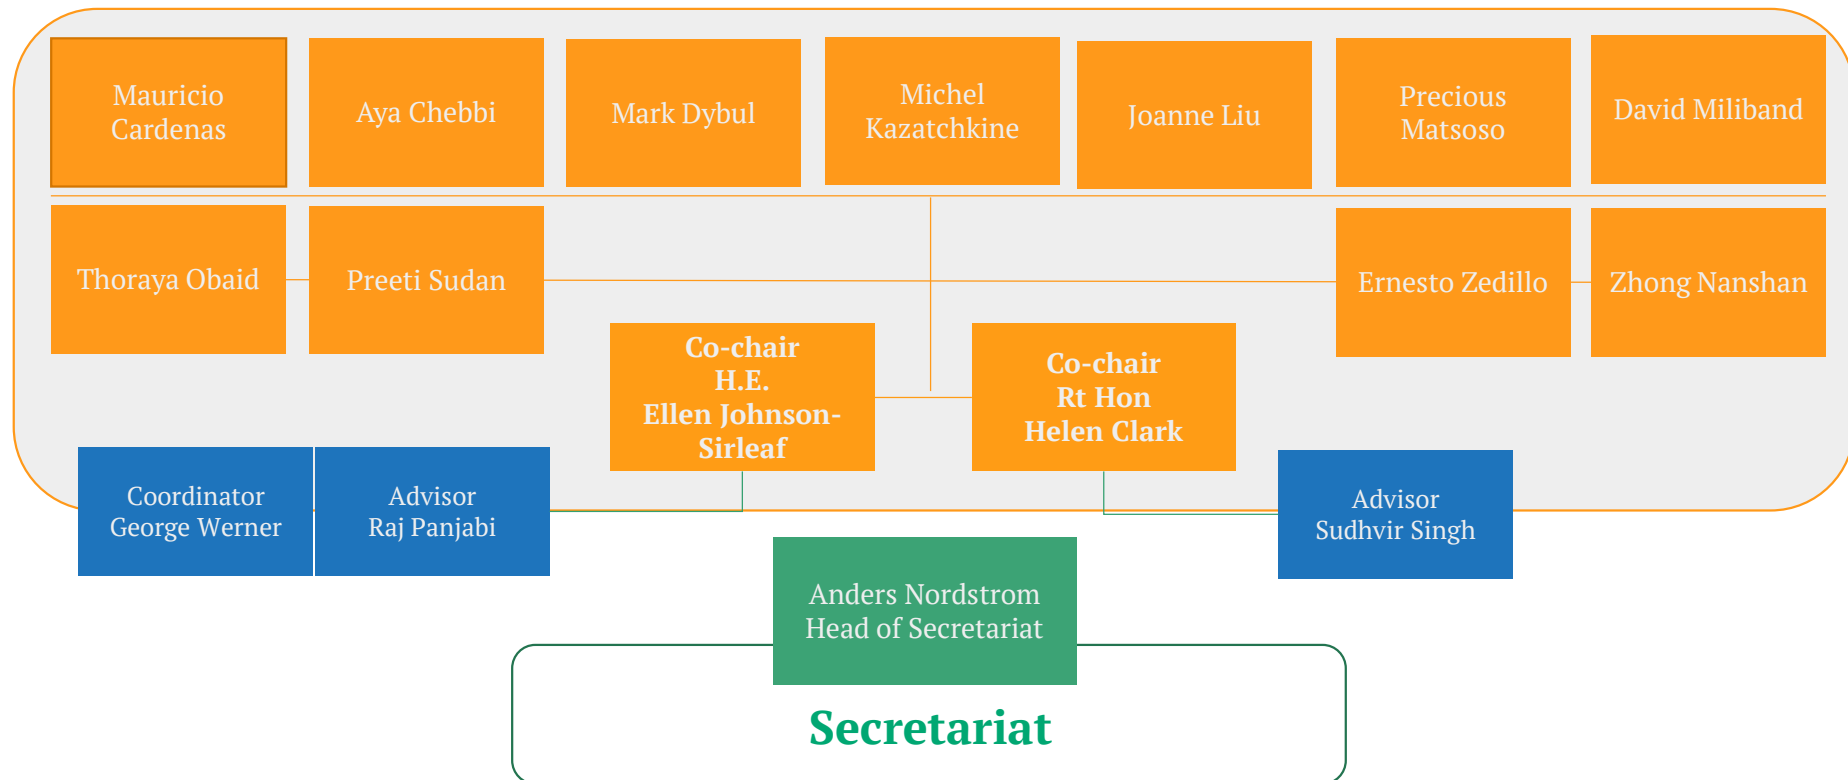 Mauricio
Cardenas
Aya Chebbi
Mark Dybul
Michel
Kazatchkine
Joanne Liu
Precious
Matsoso
David Miliband
Thoraya Obaid
Preeti Sudan
Ernesto Zedillo
Zhong Nanshan
Co-chair
H.E.
Ellen Johnson-
Sirleaf
Co-chair
Rt Hon
Helen Clark
Coordinator
George Werner
Advisor
Raj Panjabi
Advisor
Sudhvir Singh
Anders Nordstrom
Head of Secretariat
Secretariat